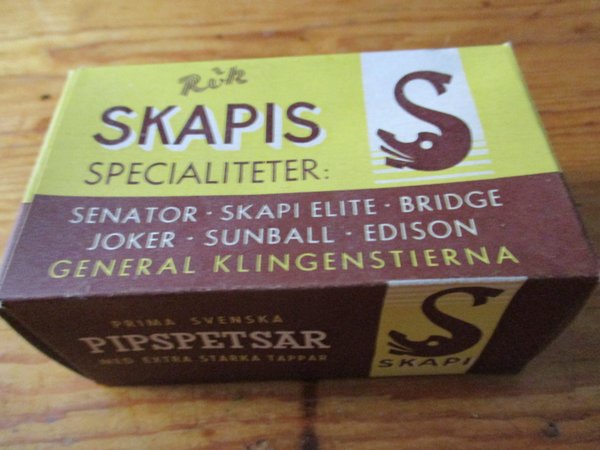 Rök
SKAPIS
SPECIALITETER:
SENATOR · SKAPI ELITE · BRIDGE
JOKER · SUNBALL · EDISON
GENERAL KLINGENSTIERNA
PRIMA SVENSKA
PIPSPETSAR
MED EXTRA STARKA TAPPAR
SKAPI